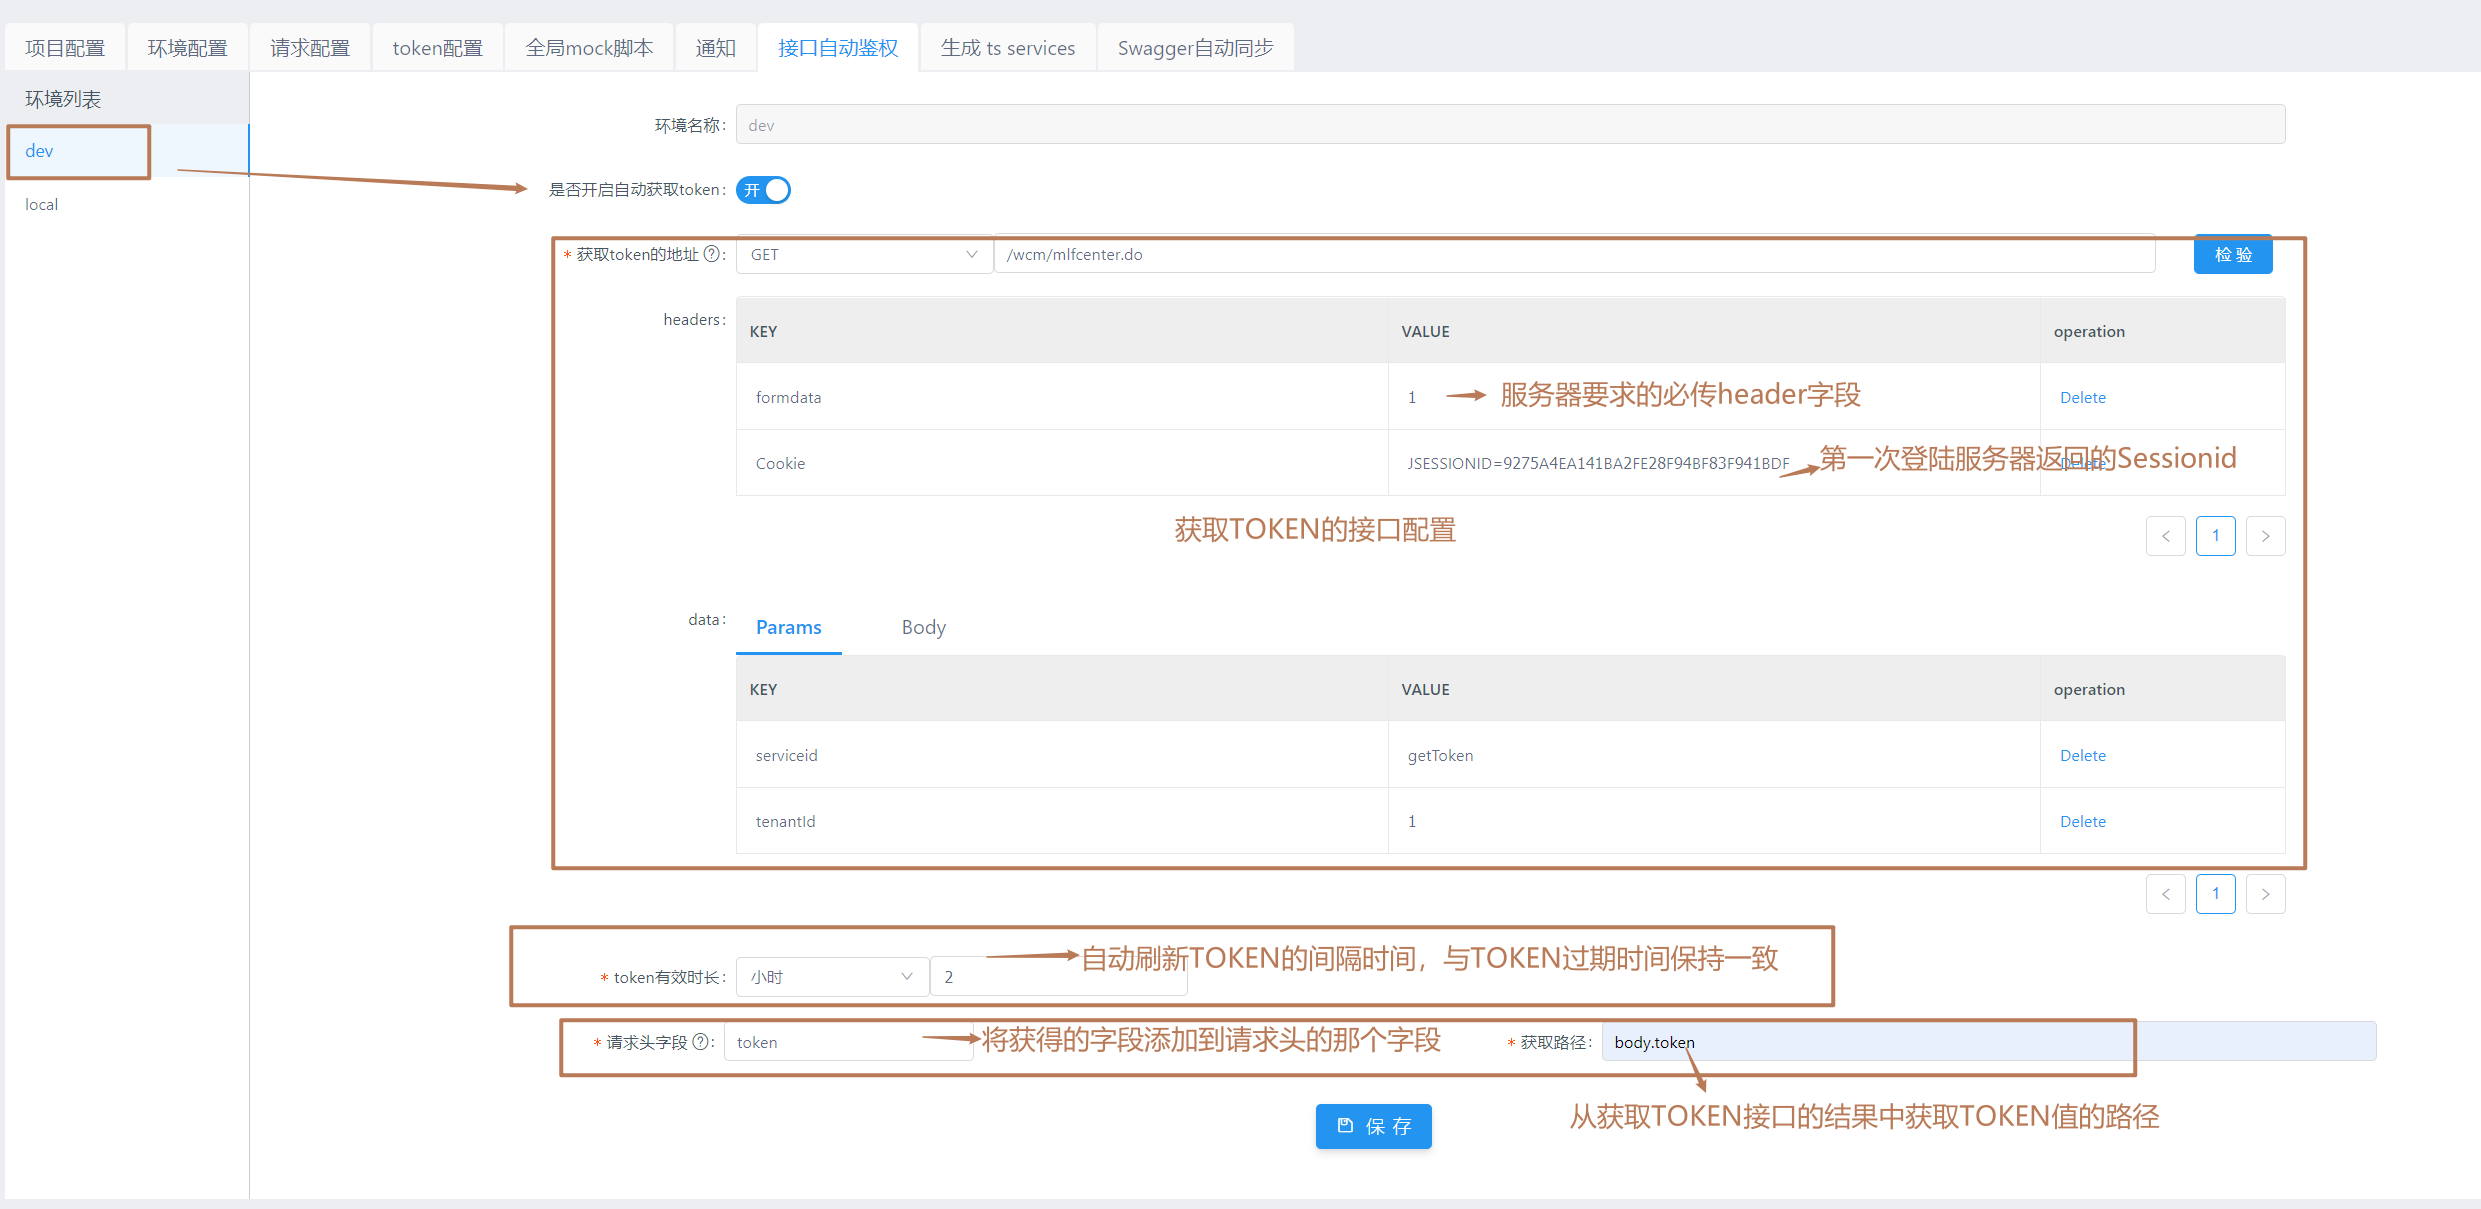 项目配置 环境配置 请求配置 token配置 全局mock脚本 通知 接口自动鉴权 生成 ts services Swagger自动同步
环境列表
dev
local
环境名称: dev
是否开启自动获取token: 开
* 获取token的地址 ?: GET /wcm/mlfcenter.do 检 验
headers:
KEY VALUE operation
formdata 1 服务器要求的必传header字段 Delete
Cookie JSESSIONID=9275A4EA141BA2FE28F94BF83F941BDF 第一次登陆服务器返回的Sessionid Delete
获取TOKEN的接口配置
< 1 >
data: Params Body
KEY VALUE operation
serviceid getToken Delete
tenantId 1 Delete
< 1 >
自动刷新TOKEN的间隔时间，与TOKEN过期时间保持一致
* token有效时长: 小时 2
* 请求头字段 ?: token 将获得的字段添加到请求头的那个字段 * 获取路径: body.token
从获取TOKEN接口的结果中获取TOKEN值的路径
保 存